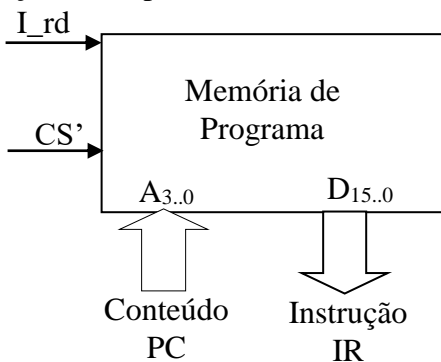 I_rd
Memória de
Programa
CS’
A3..0
D15..0
Conteúdo
PC
Instrução
IR